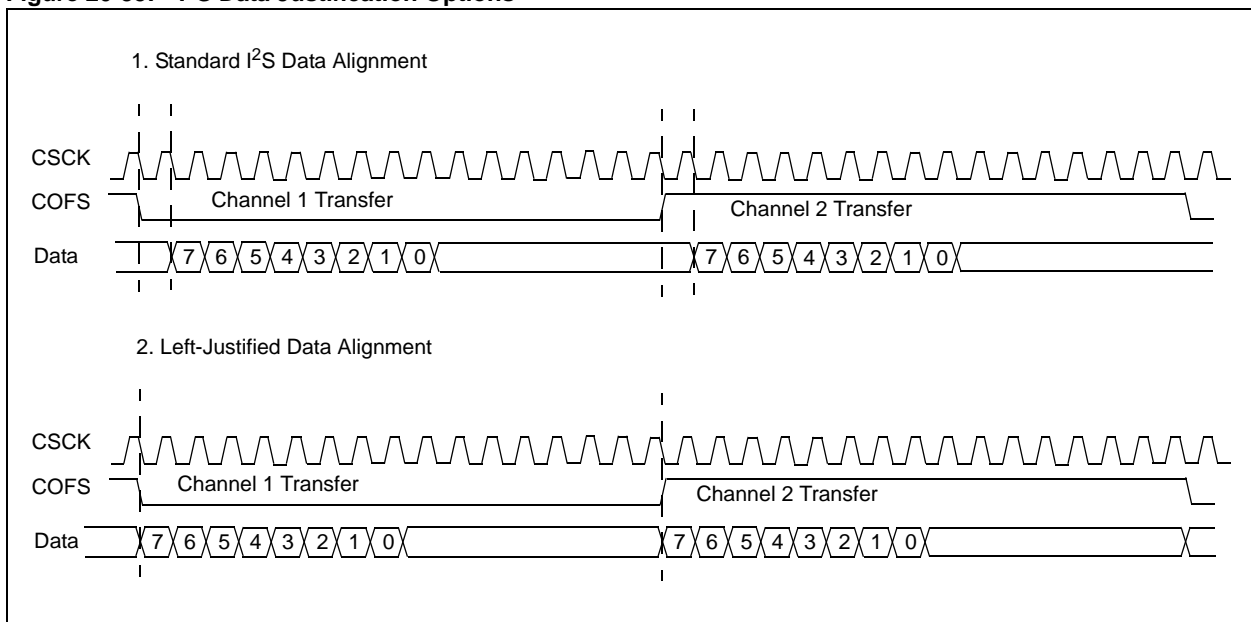 1. Standard I2S Data Alignment
CSCK
COFS
Channel 1 Transfer
Channel 2 Transfer
Data
7 6 5 4 3 2 1 0
7 6 5 4 3 2 1 0
2. Left-Justified Data Alignment
CSCK
COFS
Channel 1 Transfer
Channel 2 Transfer
Data
7 6 5 4 3 2 1 0
7 6 5 4 3 2 1 0